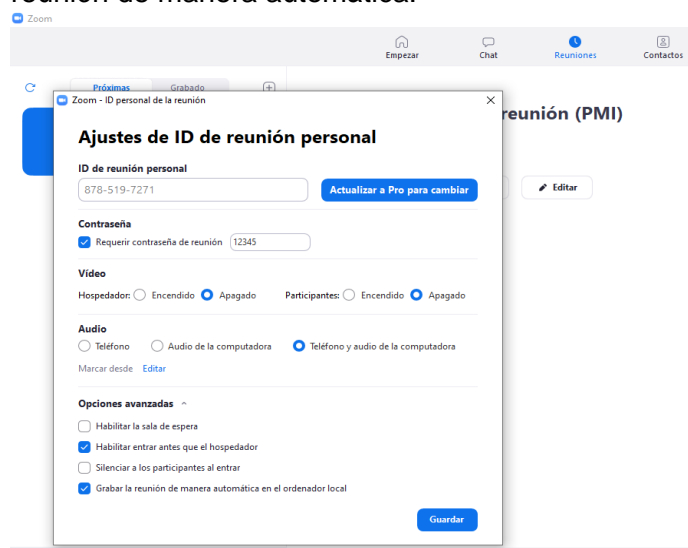 reunión de manera automática.
Zoom
Empezar
Chat
Reuniones
Contactos
Próximas
Grabado
Zoom - ID personal de la reunión
reunión (PMI)
Ajustes de ID de reunión personal
ID de reunión personal
878-519-7271
Actualizar a Pro para cambiar
Editar
Contraseña
Requerir contraseña de reunión 12345
Vídeo
Hospedador: Encendido Apagado Participantes: Encendido Apagado
Audio
Teléfono Audio de la computadora Teléfono y audio de la computadora
Marcar desde Editar
Opciones avanzadas
Habilitar la sala de espera
Habilitar entrar antes que el hospedador
Silenciar a los participantes al entrar
Grabar la reunión de manera automática en el ordenador local
Guardar